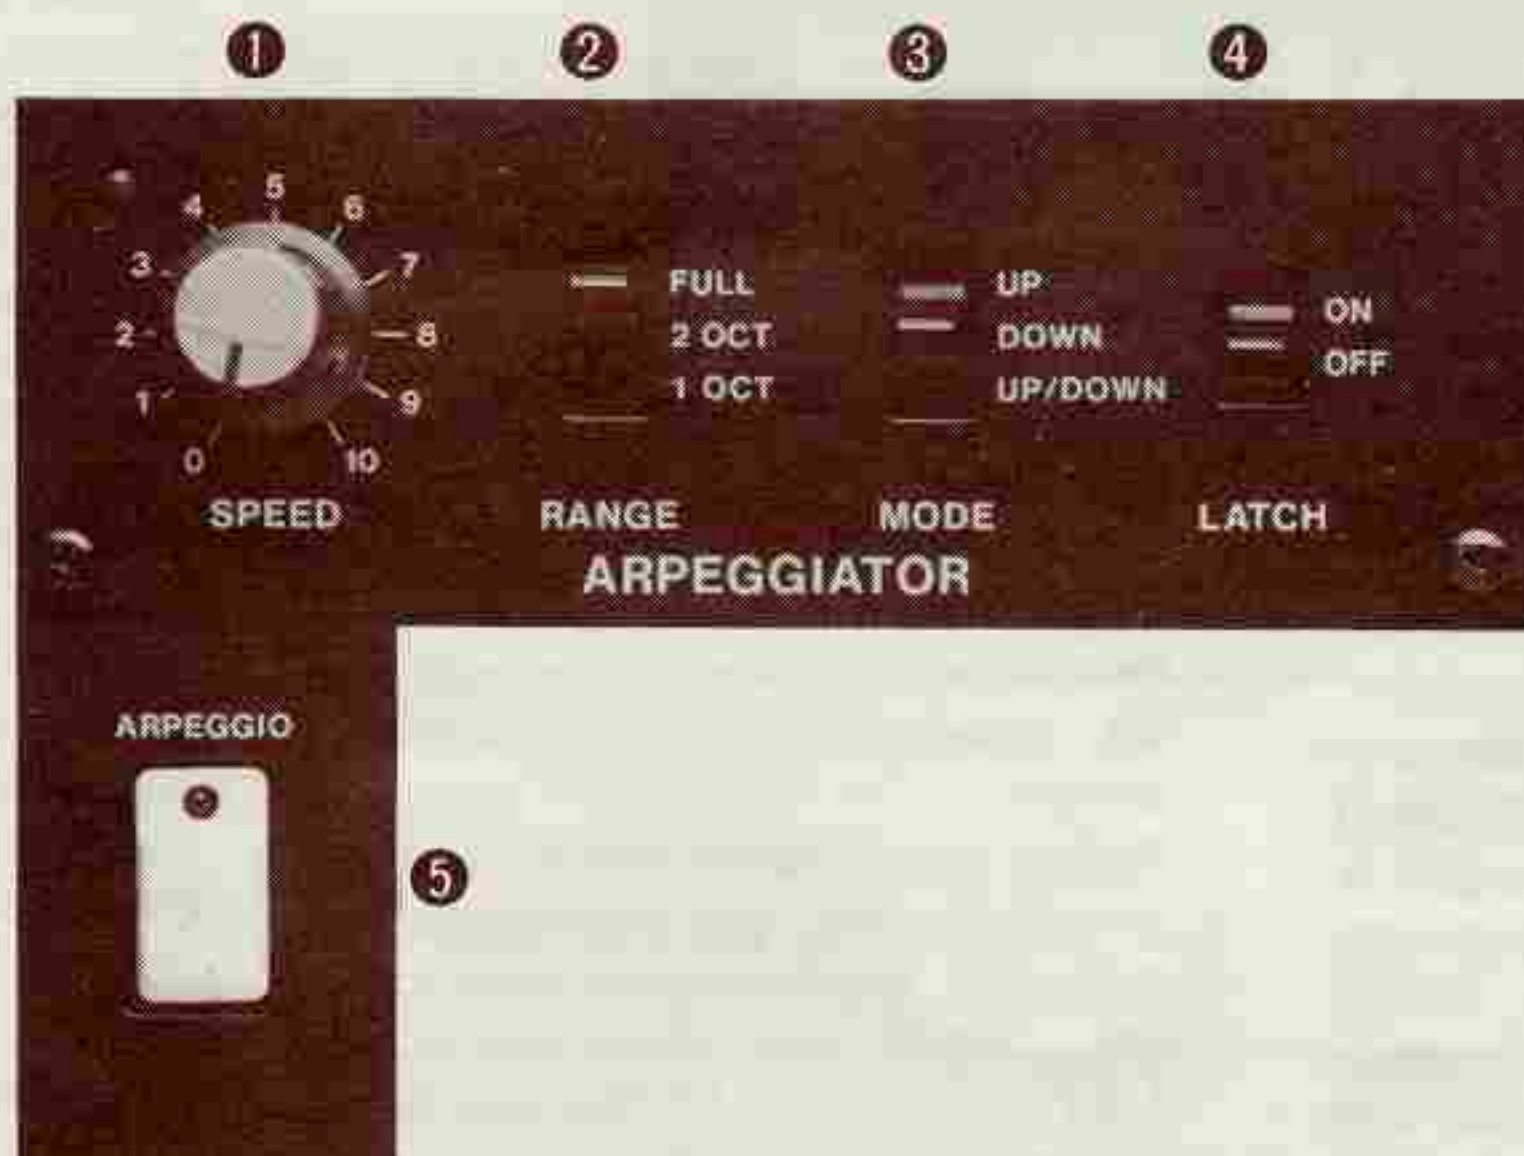 1 2 3 4
5
4 6
3 7
2 8
1 9
0 10
FULL
2 OCT
1 OCT
UP
DOWN
UP/DOWN
ON
OFF
SPEED RANGE MODE LATCH
ARPEGGIATOR
ARPEGGIO
5